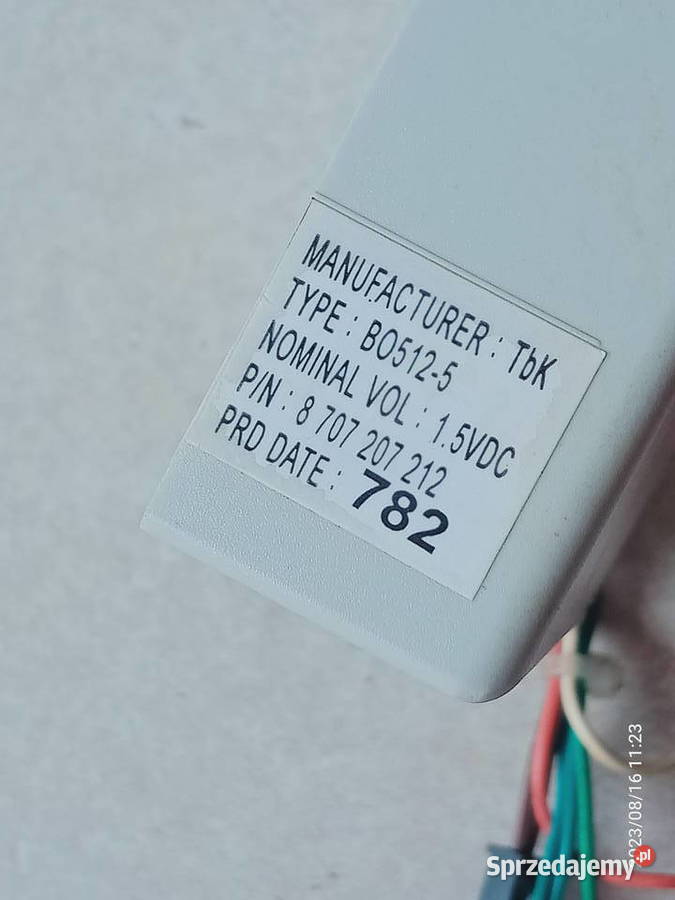 MANUFACTURER : TbK
TYPE : BO512-5
NOMINAL VOL : 1.5VDC
P/N : 8 707 207 212
PRD DATE : 782
2023/08/16 11:23
Sprzedajemy.pl